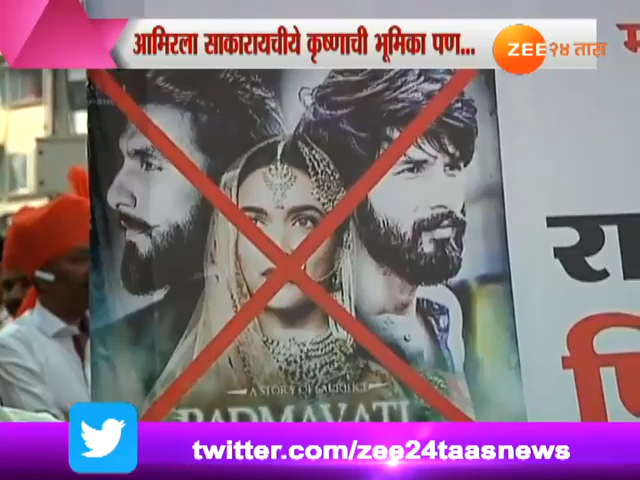 आमिरला साकारायचीये कृष्णाची भूमिका पण...
ZEE २४ तास
A STORY OF SACRIFICE
PADMAVATI
twitter.com/zee24taasnews